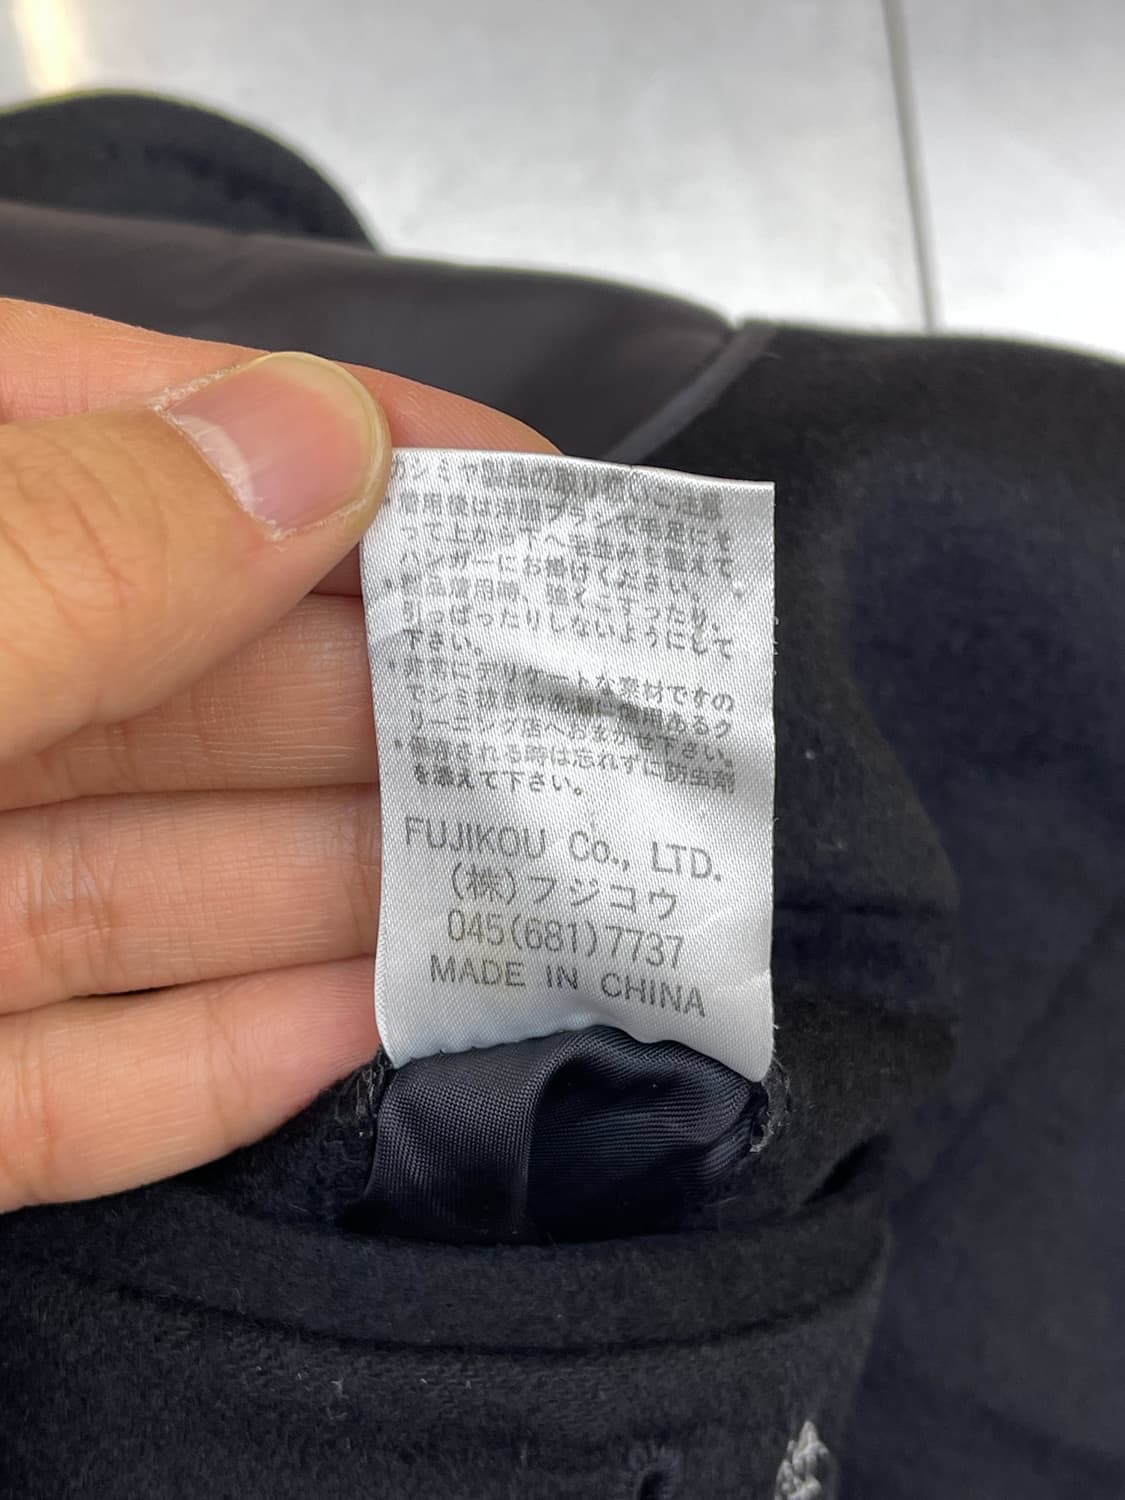 カシミヤ製品の取り扱いご注意
・着用後は洋服ブラシで毛足にそ
って上から下へ毛並みを整えて
ハンガーにお掛けください。
・製品着用時、強くこすったり、
引っぱったりしないようにして
下さい。
・非常にデリケートな素材ですの
でシミ抜きや洗濯は信用あるク
リーニング店へおまかせ下さい。
・保存される時は忘れずに防虫剤
を添えて下さい。
FUJIKOU Co., LTD.
(株)フジコウ
045(681)7737
MADE IN CHINA